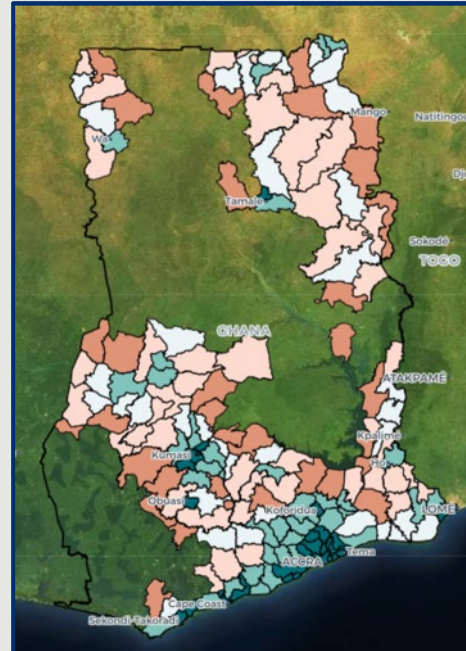 Mango
Natitingou
Wa
Tamale
Sokodé
TOGO
GHANA
ATAKPAMÉ
Kpalimé
Kumasi
Ho
Obuasi
Koforidua
LOMÉ
ACCRA
Tema
Cape Coast
Sekondi-Takoradi